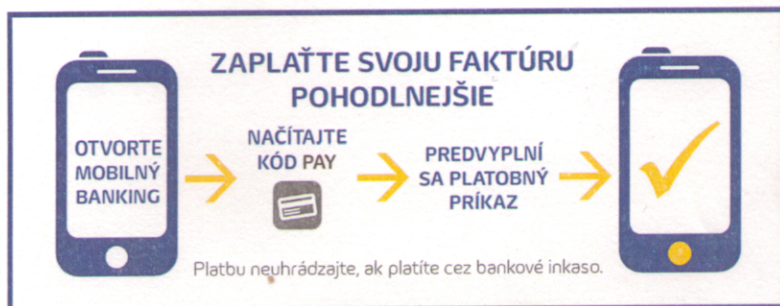 ZAPLAŤTE SVOJU FAKTÚRU
POHODLNEJŠIE
OTVORTE
MOBILNÝ
BANKING
NAČÍTAJTE
KÓD PAY
PREDVYPLNÍ
SA PLATOBNÝ
PRÍKAZ
Platbu neuhrádzajte, ak platíte cez bankové inkaso.